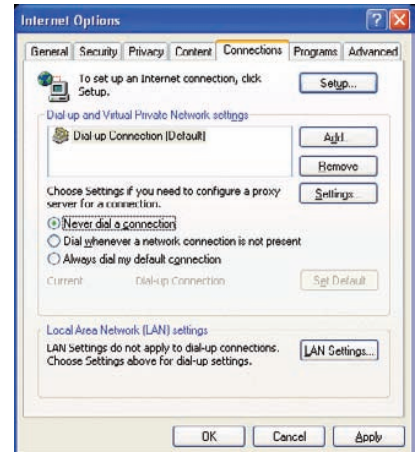 Internet Options
General Security Privacy Content Connections Programs Advanced
To set up an Internet connection, click
Setup.
Setup...
Dial-up and Virtual Private Network settings
Dial-up Connection (Default)
Add...
Remove
Choose Settings if you need to configure a proxy
server for a connection.
Settings...
Never dial a connection
Dial whenever a network connection is not present
Always dial my default connection
Current Dial-up Connection Set Default
Local Area Network (LAN) settings
LAN Settings do not apply to dial-up connections.
Choose Settings above for dial-up settings.
LAN Settings...
OK Cancel Apply